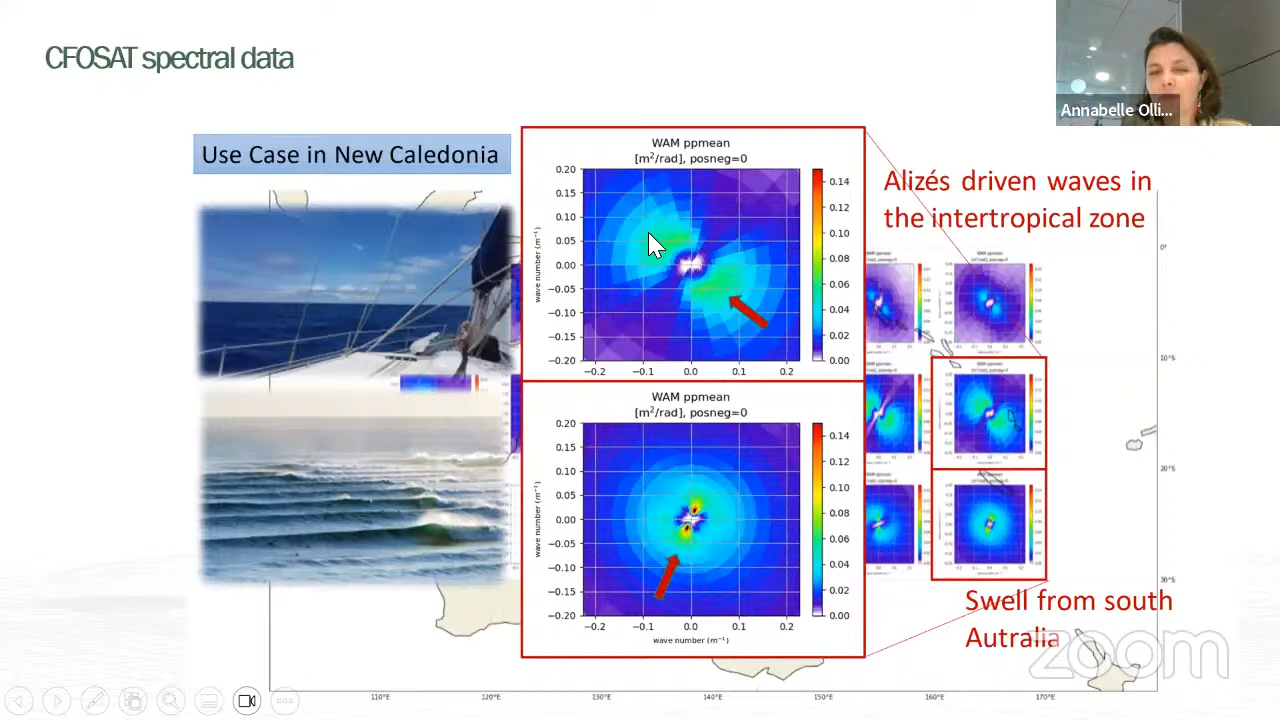 CFOSAT spectral data
Annabelle Olli...
Use Case in New Caledonia
WAM ppmean
[m²/rad], posneg=0
0.20
0.15
0.10
0.05
0.00
−0.05
−0.10
−0.15
−0.20
wave number (m⁻¹)
−0.2 −0.1 0.0 0.1 0.2
0.14
0.12
0.10
0.08
0.06
0.04
0.02
0.00
Alizés driven waves in
the intertropical zone
WAM ppmean
[m²/rad], posneg=0
0.20
0.15
0.10
0.05
0.00
−0.05
−0.10
−0.15
−0.20
wave number (m⁻¹)
−0.2 −0.1 0.0 0.1 0.2
wave number (m⁻¹)
0.14
0.12
0.10
0.08
0.06
0.04
0.02
0.00
0°
10°S
20°S
30°S
Swell from south
Autralia
zoom
110°E 120°E 130°E 140°E 150°E 160°E 170°E